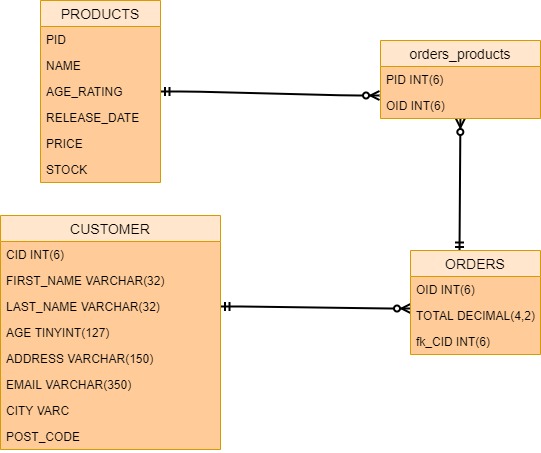 PRODUCTS
PID
NAME
AGE_RATING
RELEASE_DATE
PRICE
STOCK
orders_products
PID INT(6)
OID INT(6)
CUSTOMER
CID INT(6)
FIRST_NAME VARCHAR(32)
LAST_NAME VARCHAR(32)
AGE TINYINT(127)
ADDRESS VARCHAR(150)
EMAIL VARCHAR(350)
CITY VARC
POST_CODE
ORDERS
OID INT(6)
TOTAL DECIMAL(4,2)
fk_CID INT(6)